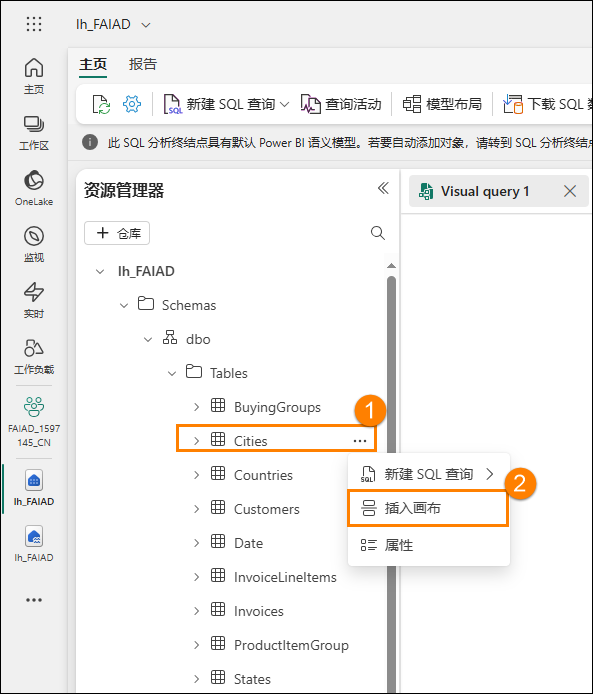 lh_FAIAD
主页
报告
新建 SQL 查询
查询活动
模型布局
下载 SQL 数
此 SQL 分析终结点具有默认 Power BI 语义模型。若要自动添加对象，请转到 SQL 分析终结点
主页
工作区
OneLake
监视
实时
工作负载
FAIAD_1597
145_CN
lh_FAIAD
lh_FAIAD
资源管理器
仓库
lh_FAIAD
Schemas
dbo
Tables
BuyingGroups
Cities
Countries
Customers
Date
InvoiceLineItems
Invoices
ProductItemGroup
States
1
新建 SQL 查询
2
插入画布
属性
Visual query 1